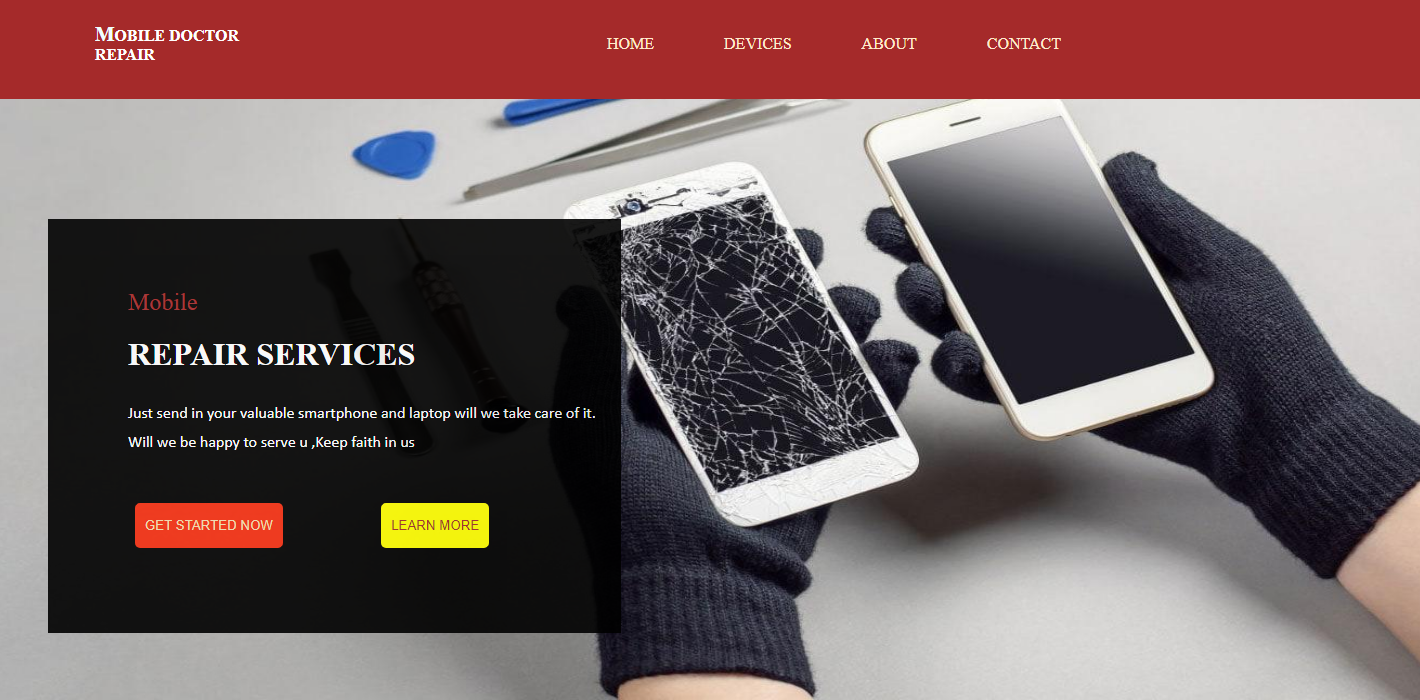 MOBILE DOCTOR
REPAIR
HOME DEVICES ABOUT CONTACT
Mobile
REPAIR SERVICES
Just send in your valuable smartphone and laptop will we take care of it.
Will we be happy to serve u ,Keep faith in us
GET STARTED NOW LEARN MORE